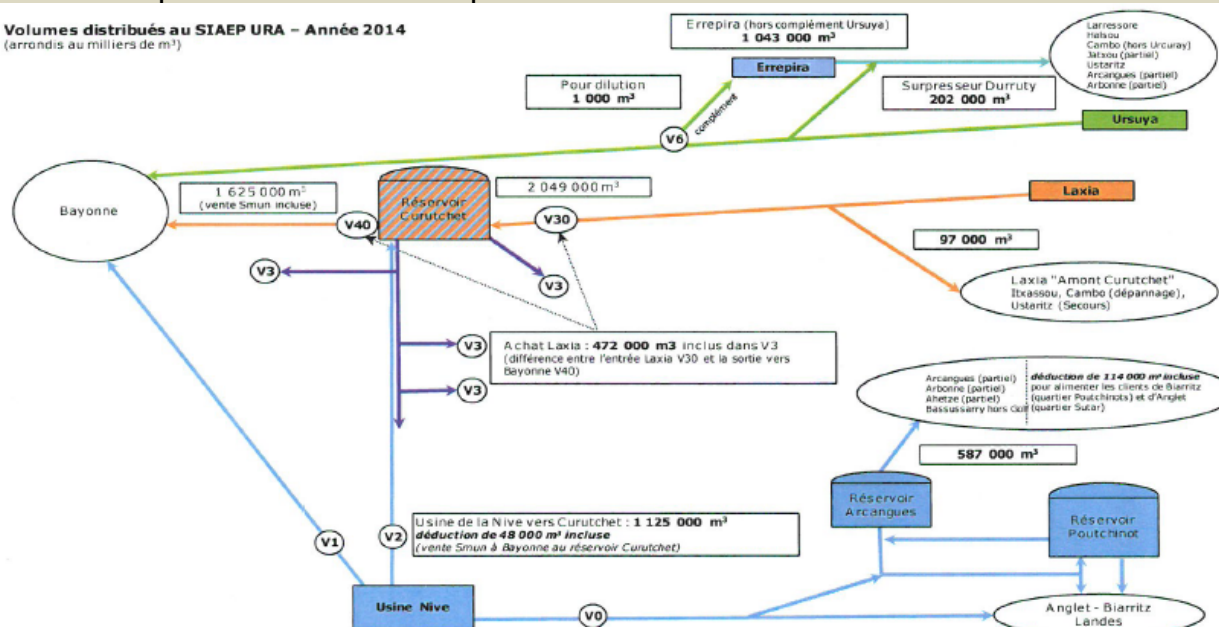 Volumes distribués au SIAEP URA – Année 2014
(arrondis au milliers de m³)
Errepira (hors complément Ursuya)
1 043 000 m³
Errepira
Pour dilution
1 000 m³
complément
V6
Surpresseur Durruty
202 000 m³
Larressore
Halsou
Cambo (hors Urcuray)
Jatxou (partiel)
Ustaritz
Arcangues (partiel)
Arbonne (partiel)
Ursuya
Bayonne
1 625 000 m³
(vente Smun incluse)
V40
Réservoir
Curutchet
2 049 000 m³
V30
Laxia
97 000 m³
Laxia "Amont Curutchet"
Itxassou, Cambo (dépannage),
Ustaritz (Secours)
V3
V3
V3
V3
Achat Laxia : 472 000 m3 inclus dans V3
(différence entre l'entrée Laxia V30 et la sortie vers
Bayonne V40)
Arcangues (partiel)
Arbonne (partiel)
Ahetze (partiel)
Bassussarry hors Golf
déduction de 114 000 m³ incluse
pour alimenter les clients de Biarritz
(quartier Poutchinots) et d'Anglet
(quartier Sutar)
587 000 m³
Réservoir
Arcangues
Réservoir
Poutchinot
V1
V2
Usine de la Nive vers Curutchet : 1 125 000 m³
déduction de 48 000 m³ incluse
(vente Smun à Bayonne au réservoir Curutchet)
Usine Nive
V0
Anglet - Biarritz
Landes